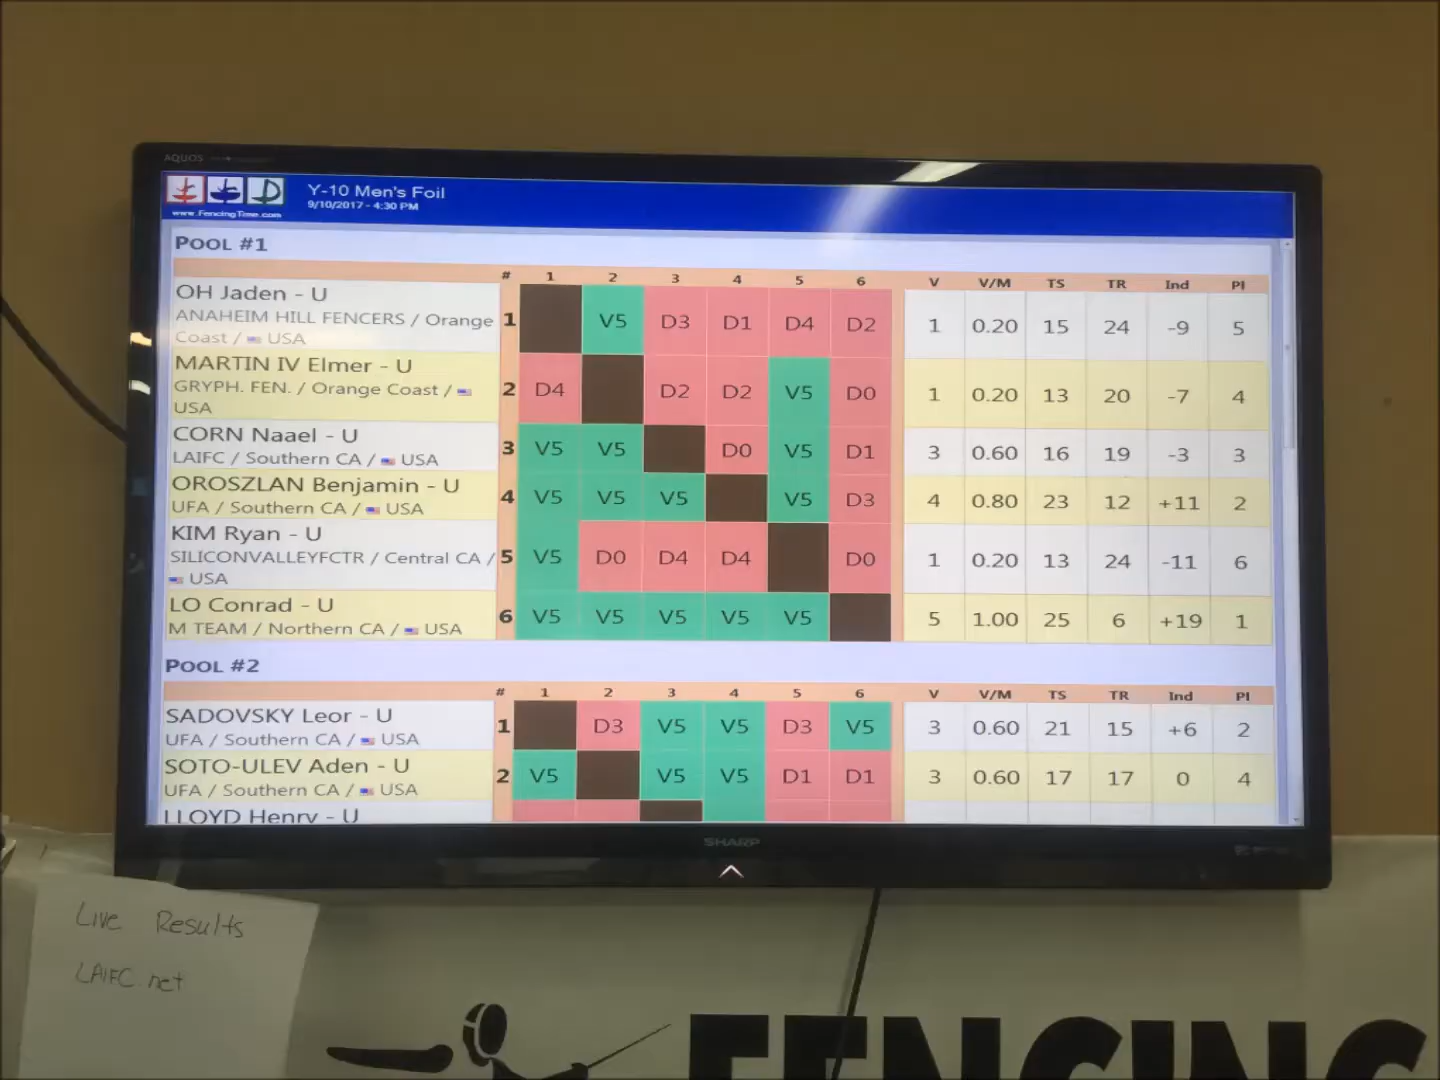 AQUOS
Y-10 Men's Foil
9/10/2017 - 4:30 PM
www.FencingTime.com
POOL #1
# 1 2 3 4 5 6 V V/M TS TR Ind Pl
OH Jaden - U
ANAHEIM HILL FENCERS / Orange
Coast / USA
1 V5 D3 D1 D4 D2 1 0.20 15 24 -9 5
MARTIN IV Elmer - U
GRYPH. FEN. / Orange Coast /
USA
2 D4 D2 D2 V5 D0 1 0.20 13 20 -7 4
CORN Naael - U
LAIFC / Southern CA / USA
3 V5 V5 D0 V5 D1 3 0.60 16 19 -3 3
OROSZLAN Benjamin - U
UFA / Southern CA / USA
4 V5 V5 V5 V5 D3 4 0.80 23 12 +11 2
KIM Ryan - U
SILICONVALLEYFCTR / Central CA /
USA
5 V5 D0 D4 D4 D0 1 0.20 13 24 -11 6
LO Conrad - U
M TEAM / Northern CA / USA
6 V5 V5 V5 V5 V5 5 1.00 25 6 +19 1
POOL #2
# 1 2 3 4 5 6 V V/M TS TR Ind Pl
SADOVSKY Leor - U
UFA / Southern CA / USA
1 D3 V5 V5 D3 V5 3 0.60 21 15 +6 2
SOTO-ULEV Aden - U
UFA / Southern CA / USA
2 V5 V5 V5 D1 D1 3 0.60 17 17 0 4
LLOYD Henry - U
SHARP
Live Results
LAIFC.net
FENCING